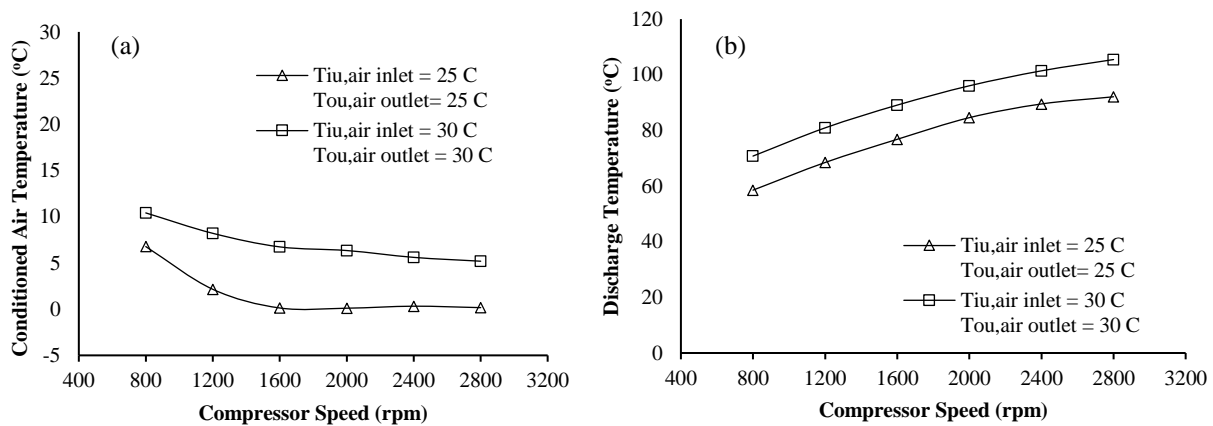 (a)
Conditioned Air Temperature (°C)
30
25
20
15
10
5
0
-5
Tiu,air inlet = 25 C
Tou,air outlet= 25 C
Tiu,air inlet = 30 C
Tou,air outlet = 30 C
400 800 1200 1600 2000 2400 2800 3200
Compressor Speed (rpm)
(b)
Discharge Temperature (°C)
120
100
80
60
40
20
0
Tiu,air inlet = 25 C
Tou,air outlet= 25 C
Tiu,air inlet = 30 C
Tou,air outlet = 30 C
400 800 1200 1600 2000 2400 2800 3200
Compressor Speed (rpm)